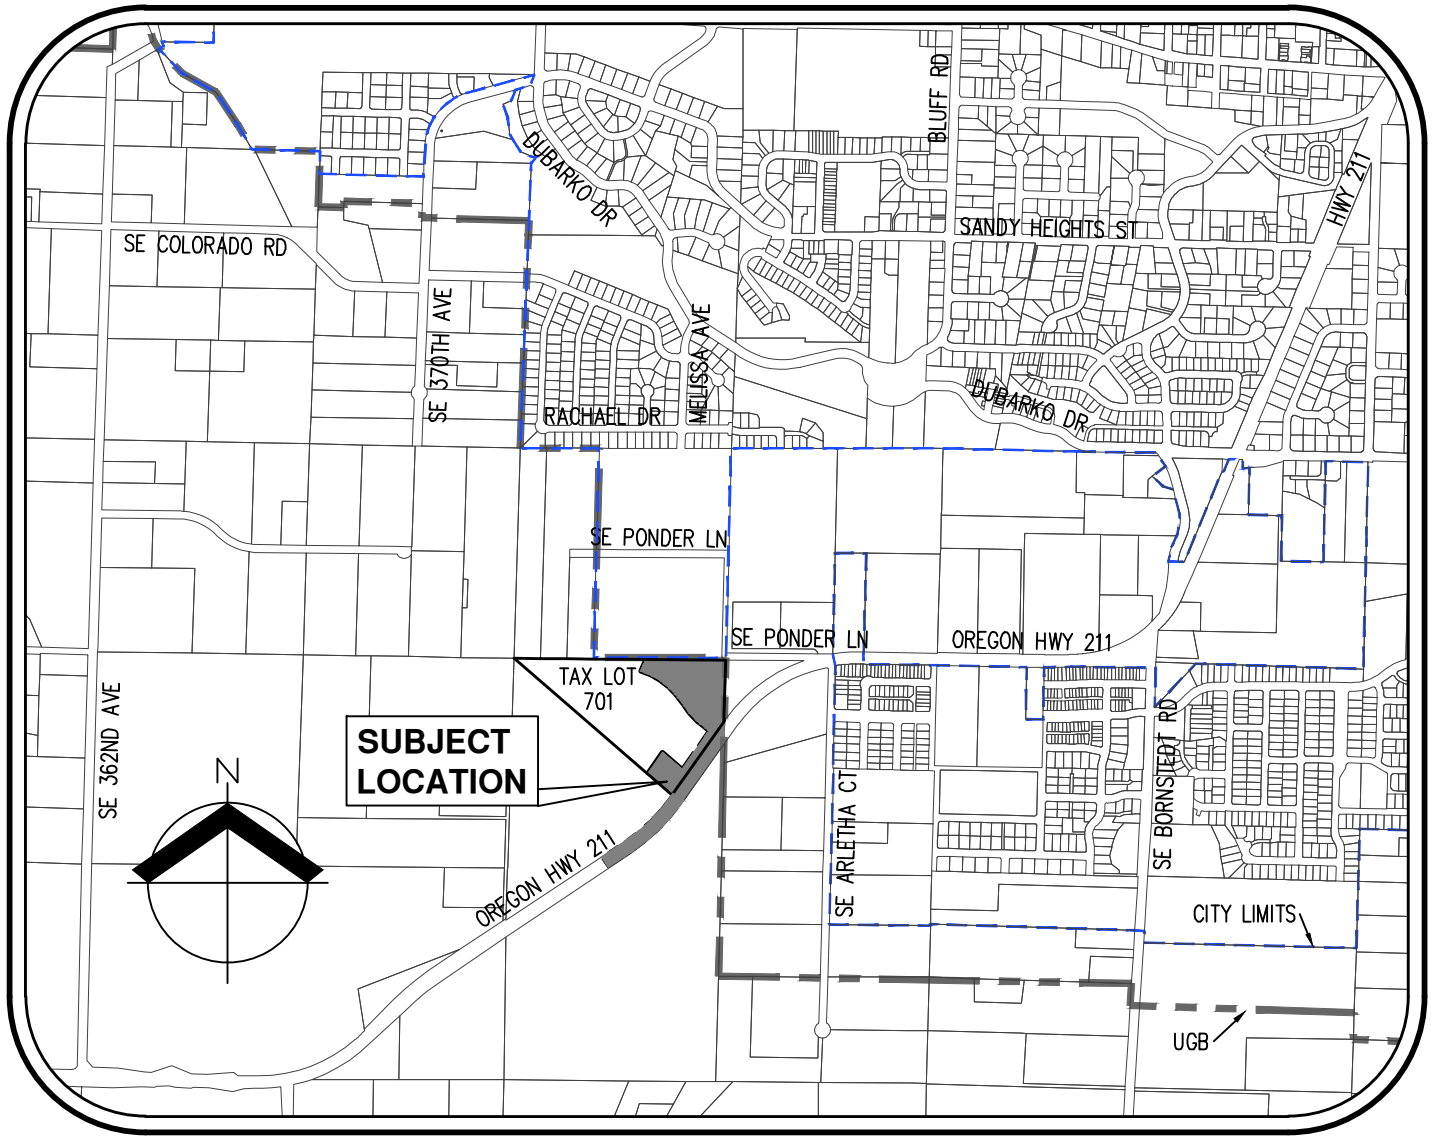 BLUFF RD
DUBARKO DR
HWY 211
SANDY HEIGHTS ST
SE COLORADO RD
SE 370TH AVE
MELISSA AVE
RACHAEL DR
DUBARKO DR
SE PONDER LN
SE PONDER LN
OREGON HWY 211
TAX LOT
701
SE 362ND AVE
SUBJECT
LOCATION
N
SE BORNSTEDT RD
SE ARLETHA CT
OREGON HWY 211
CITY LIMITS
UGB